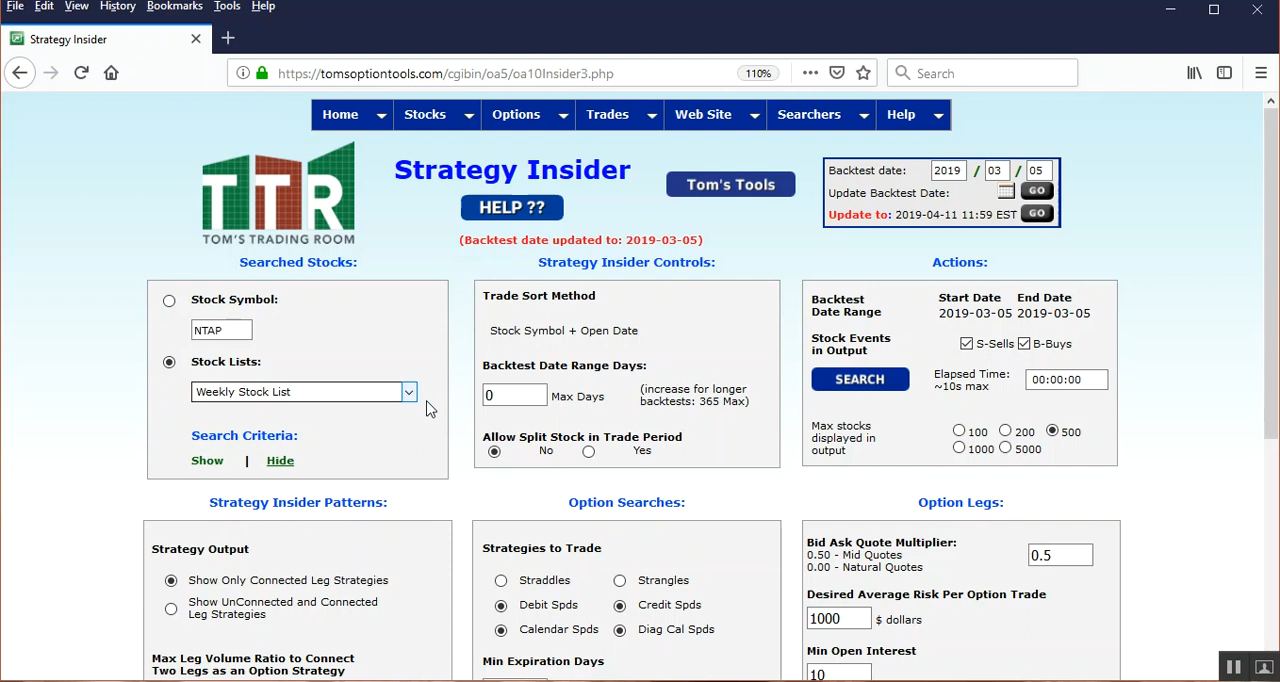 File Edit View History Bookmarks Tools Help
Strategy Insider
https://tomsoptiontools.com/cgibin/oa5/oa10Insider3.php 110% Search
Home Stocks Options Trades Web Site Searchers Help
TTR
TOM'S TRADING ROOM
Strategy Insider
HELP ??
Tom's Tools
(Backtest date updated to: 2019-03-05)
Backtest date: 2019 / 03 / 05
Update Backtest Date: GO
Update to: 2019-04-11 11:59 EST GO
Searched Stocks:
Stock Symbol:
NTAP
Stock Lists:
Weekly Stock List
Search Criteria:
Show | Hide
Strategy Insider Controls:
Trade Sort Method
Stock Symbol + Open Date
Backtest Date Range Days:
0 Max Days
(increase for longer
backtests: 365 Max)
Allow Split Stock in Trade Period
No Yes
Actions:
Backtest
Date Range
Start Date End Date
2019-03-05 2019-03-05
Stock Events
in Output
S-Sells B-Buys
SEARCH
Elapsed Time:
~10s max
00:00:00
Max stocks
displayed in
output
100 200 500
1000 5000
Strategy Insider Patterns:
Strategy Output
Show Only Connected Leg Strategies
Show UnConnected and Connected
Leg Strategies
Max Leg Volume Ratio to Connect
Two Legs as an Option Strategy
Option Searches:
Strategies to Trade
Straddles Strangles
Debit Spds Credit Spds
Calendar Spds Diag Cal Spds
Min Expiration Days
Option Legs:
Bid Ask Quote Multiplier:
0.50 - Mid Quotes
0.00 - Natural Quotes
0.5
Desired Average Risk Per Option Trade
1000 $ dollars
Min Open Interest
10